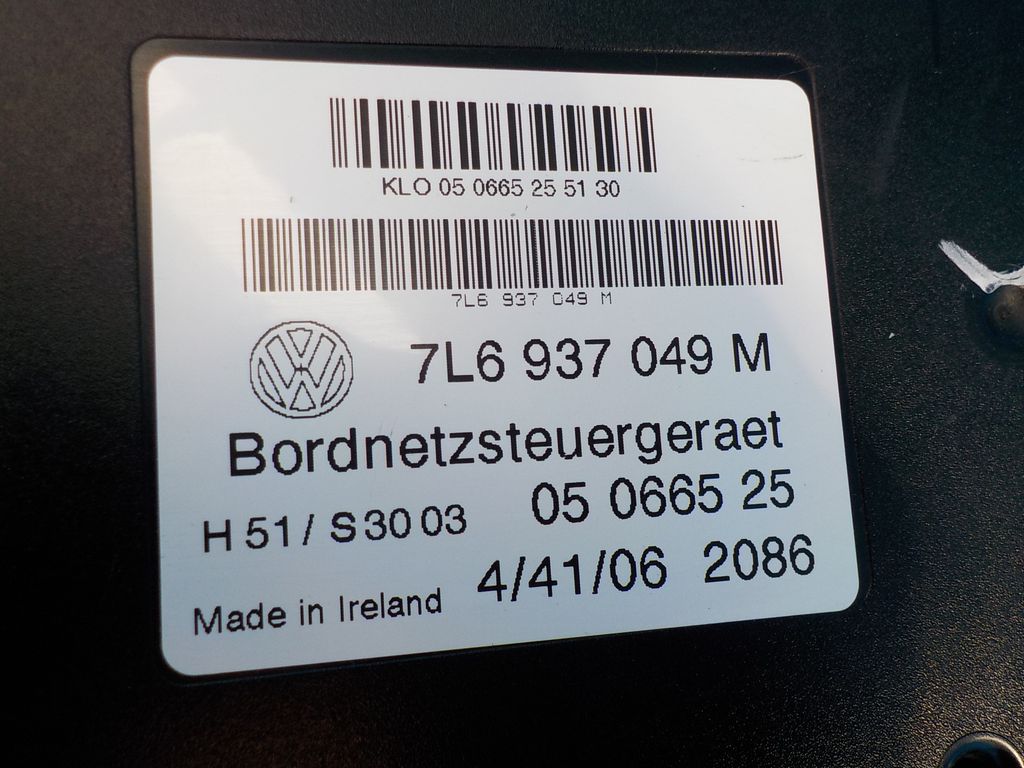 KLO 05 0665 25 51 30
7L6 937 049 M
7L6 937 049 M
Bordnetzsteuergeraet
H 51 / S 30 03 05 0665 25
Made in Ireland 4/41/06 2086